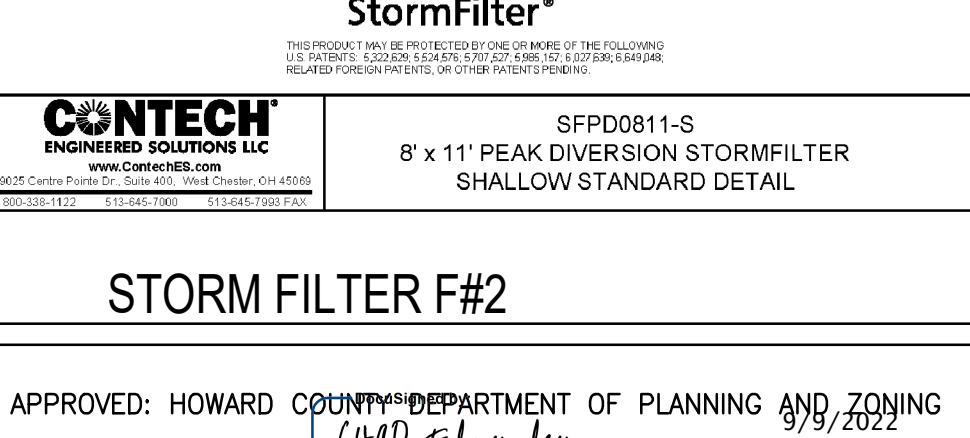 StormFilter®
THIS PRODUCT MAY BE PROTECTED BY ONE OR MORE OF THE FOLLOWING
U.S. PATENTS: 5,322,629; 5,524,576; 5,707,527; 5,985,157; 6,027,639; 6,649,048;
RELATED FOREIGN PATENTS, OR OTHER PATENTS PENDING.
CONTECH®
ENGINEERED SOLUTIONS LLC
www.ContechES.com
9025 Centre Pointe Dr., Suite 400, West Chester, OH 45069
800-338-1122 513-645-7000 513-645-7993 FAX
SFPD0811-S
8' x 11' PEAK DIVERSION STORMFILTER
SHALLOW STANDARD DETAIL
STORM FILTER F#2
APPROVED: HOWARD COUNTY DEPARTMENT OF PLANNING AND ZONING
DocuSigned by:
9/9/2022